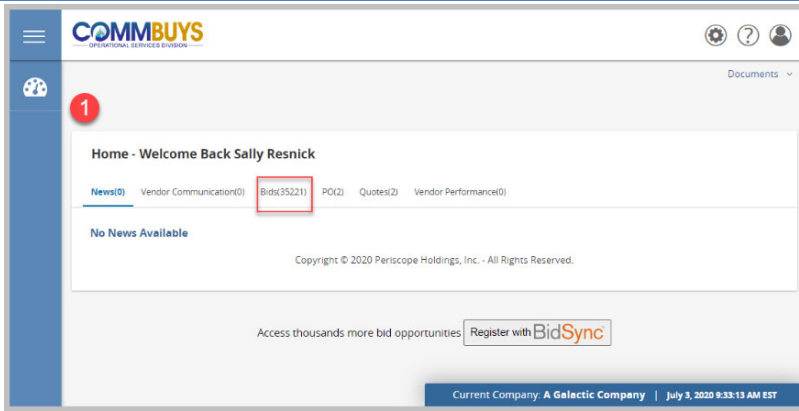 COMMBUYS
OPERATIONAL SERVICES DIVISION
Documents
1
Home - Welcome Back Sally Resnick
News(0) Vendor Communication(0) Bids(35221) PO(2) Quotes(2) Vendor Performance(0)
No News Available
Copyright © 2020 Periscope Holdings, Inc. - All Rights Reserved.
Access thousands more bid opportunities Register with BidSync
Current Company: A Galactic Company | July 3, 2020 9:33:13 AM EST